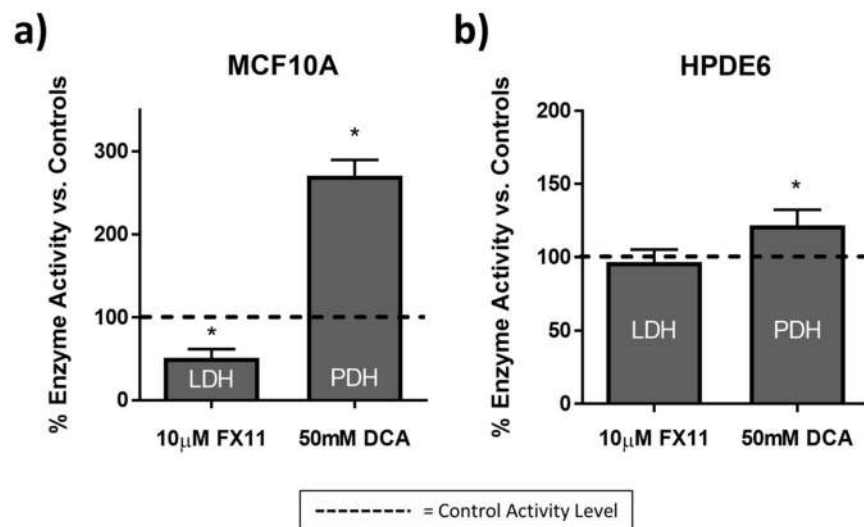 a)
MCF10A
% Enzyme Activity vs. Controls
300
200
100
0
*
*
LDH
PDH
10μM FX11
50mM DCA
b)
HPDE6
% Enzyme Activity vs. Controls
200
150
100
50
0
*
LDH
PDH
10μM FX11
50mM DCA
= Control Activity Level